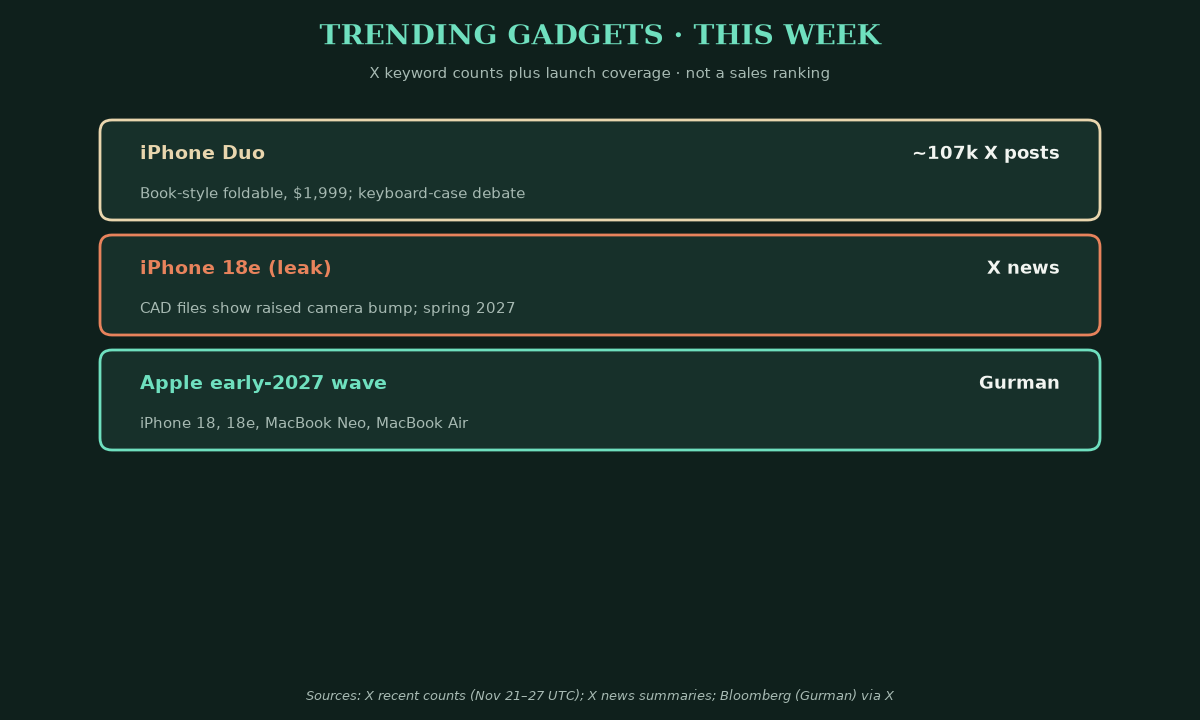 TRENDING GADGETS · THIS WEEK
X keyword counts plus launch coverage · not a sales ranking
iPhone Duo
~107k X posts
Book-style foldable, $1,999; keyboard-case debate
iPhone 18e (leak)
X news
CAD files show raised camera bump; spring 2027
Apple early-2027 wave
Gurman
iPhone 18, 18e, MacBook Neo, MacBook Air
Sources: X recent counts (Nov 21–27 UTC); X news summaries; Bloomberg (Gurman) via X